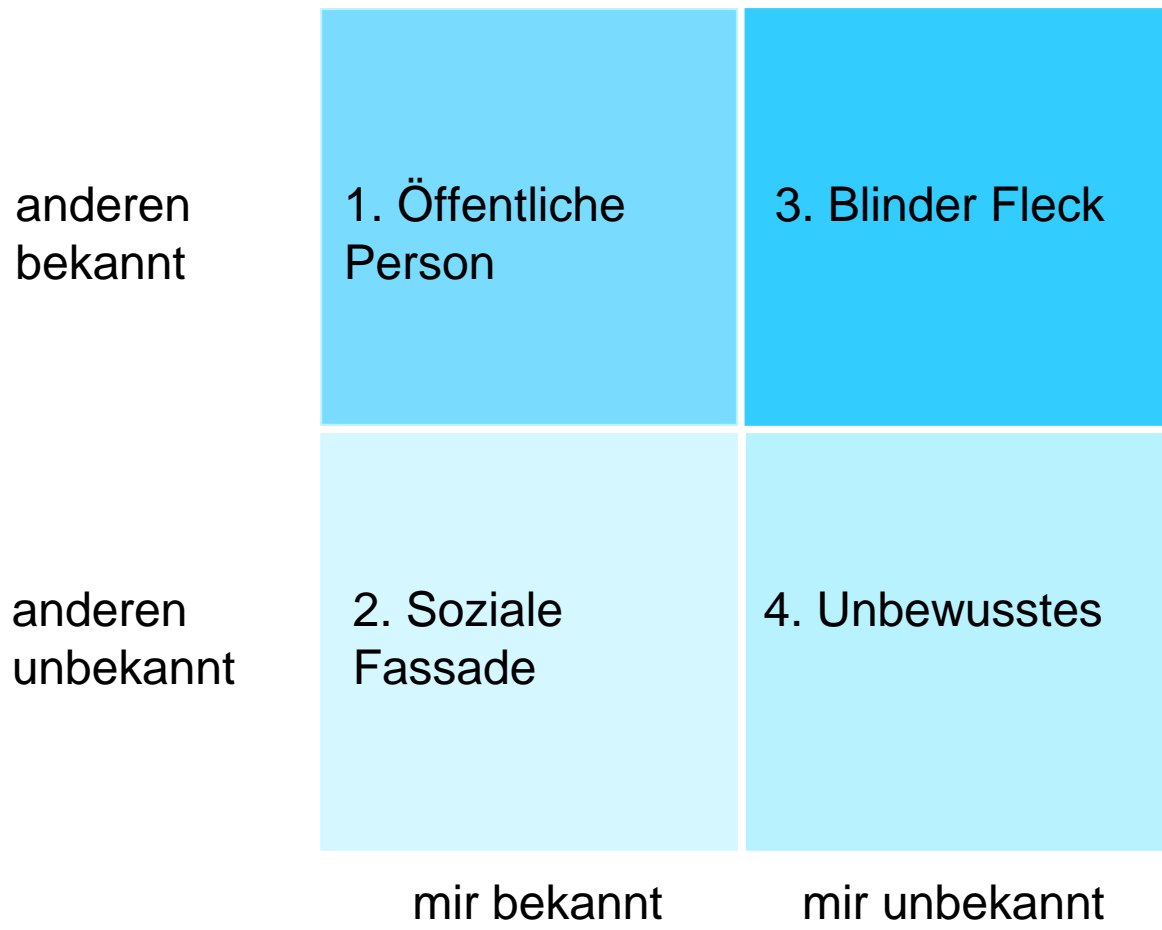 anderen
bekannt
1. Öffentliche
Person
3. Blinder Fleck
anderen
unbekannt
2. Soziale
Fassade
4. Unbewusstes
mir bekannt
mir unbekannt